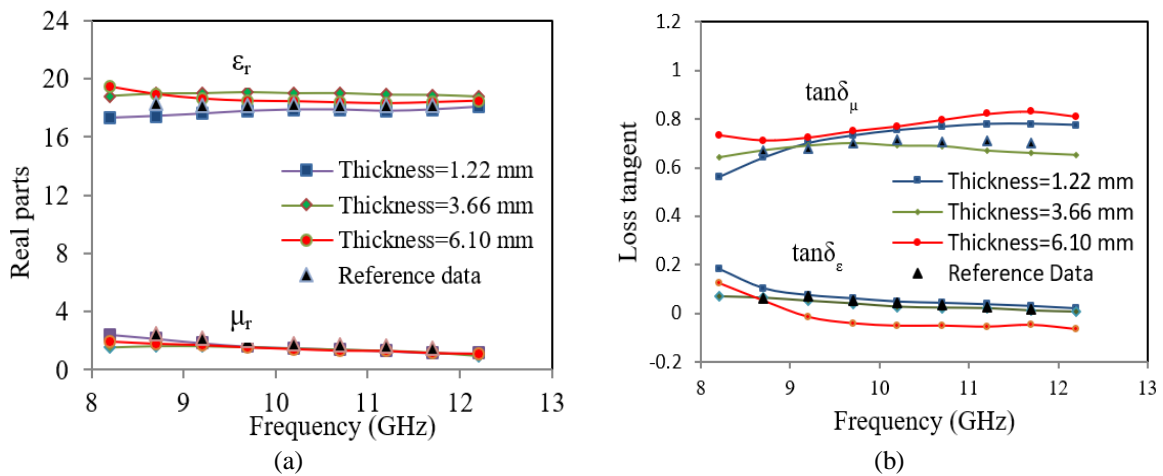 24
20
16
12
8
4
0
Real parts
εr
Thickness=1.22 mm
Thickness=3.66 mm
Thickness=6.10 mm
Reference data
μr
8 9 10 11 12 13
Frequency (GHz)
(a)
1.2
1
0.8
0.6
0.4
0.2
0
-0.2
Loss tangent
tanδμ
Thickness=1.22 mm
Thickness=3.66 mm
Thickness=6.10 mm
Reference Data
tanδε
8 9 10 11 12 13
Frequency (GHz)
(b)